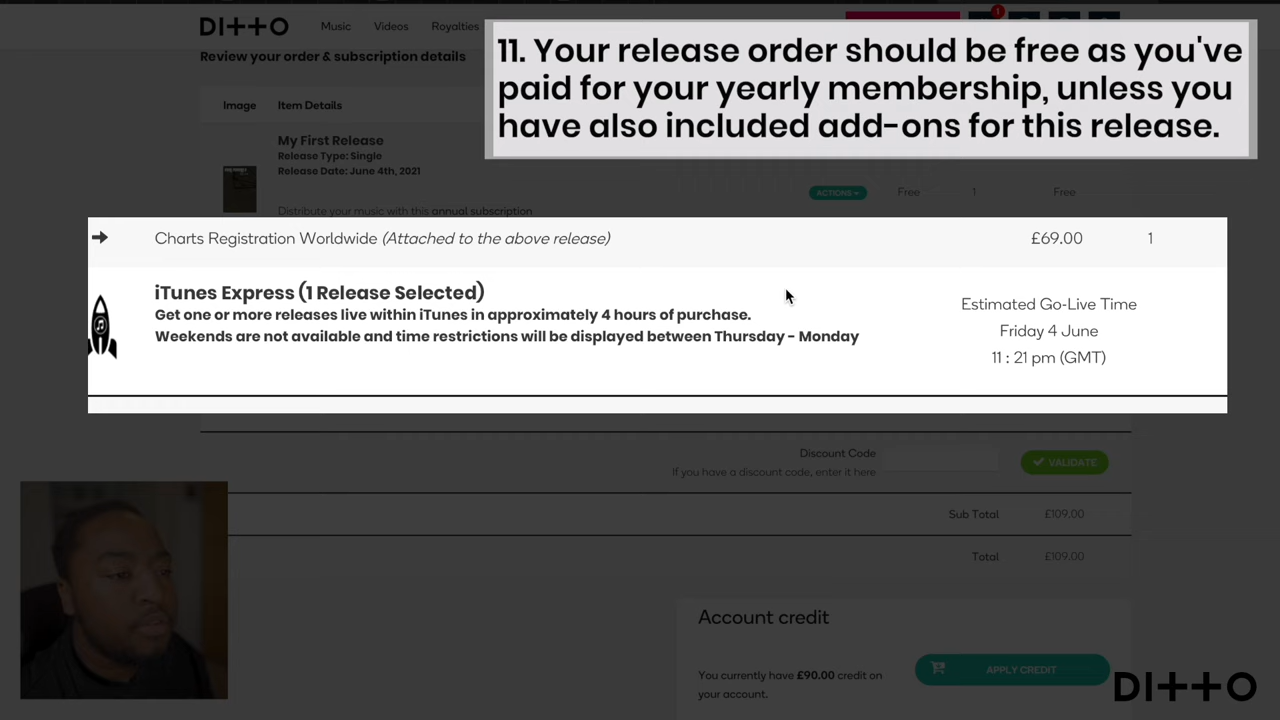 DITTO
Music Videos Royalties
1
Review your order & subscription details
11. Your release order should be free as you've
paid for your yearly membership, unless you
have also included add-ons for this release.
Image Item Details
My First Release
Release Type: Single
Release Date: June 4th, 2021
ACTIONS Free 1 Free
Distribute your music with this annual subscription
Charts Registration Worldwide (Attached to the above release) £69.00 1
iTunes Express (1 Release Selected)
Get one or more releases live within iTunes in approximately 4 hours of purchase.
Weekends are not available and time restrictions will be displayed between Thursday - Monday
Estimated Go-Live Time
Friday 4 June
11 : 21 pm (GMT)
Discount Code
If you have a discount code, enter it here
VALIDATE
Sub Total £109.00
Total £109.00
Account credit
You currently have £90.00 credit on
your account.
APPLY CREDIT
DITTO